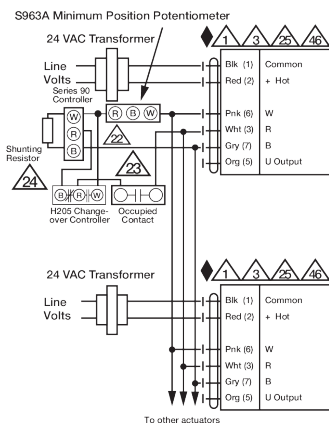 S963A Minimum Position Potentiometer
24 VAC Transformer
1 3 25 46
Line
Volts
Blk (1) Common
Red (2) + Hot
Series 90
Controller
W
R
B
R B W
Pnk (6) W
Wht (3) R
Gry (7) B
Org (5) U Output
Shunting
Resistor
22
23
24
B R W
H205 Change-
over Controller
Occupied
Contact
24 VAC Transformer
1 3 25 46
Line
Volts
Blk (1) Common
Red (2) + Hot
Pnk (6) W
Wht (3) R
Gry (7) B
Org (5) U Output
To other actuators